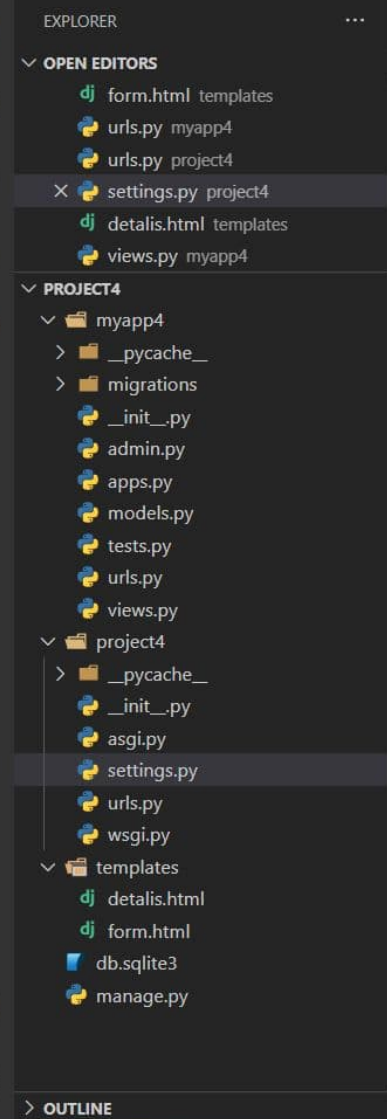 EXPLORER ...
OPEN EDITORS
dj form.html templates
urls.py myapp4
urls.py project4
settings.py project4
dj detalis.html templates
views.py myapp4
PROJECT4
myapp4
__pycache__
migrations
__init__.py
admin.py
apps.py
models.py
tests.py
urls.py
views.py
project4
__pycache__
__init__.py
asgi.py
settings.py
urls.py
wsgi.py
templates
dj detalis.html
dj form.html
db.sqlite3
manage.py
OUTLINE